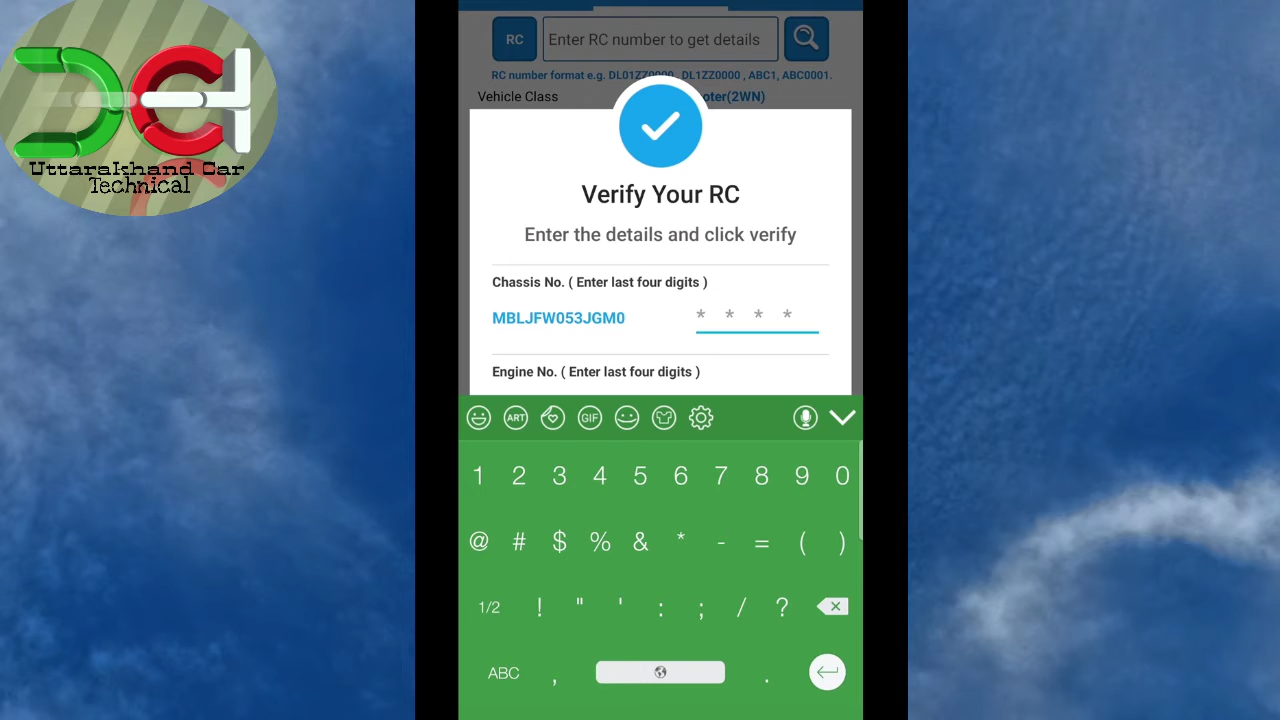 Uttarakhand Car
Technical
RC
Enter RC number to get details
RC number format e.g. DL01ZZ0000 , DL1ZZ0000 , ABC1, ABC0001.
Vehicle Class
oter(2WN)
Verify Your RC
Enter the details and click verify
Chassis No. ( Enter last four digits )
MBLJFW053JGM0
* * * *
Engine No. ( Enter last four digits )
ART
GIF
1 2 3 4 5 6 7 8 9 0
@ # $ % & * - = ( )
1/2 ! " ' : ; / ?
ABC , .